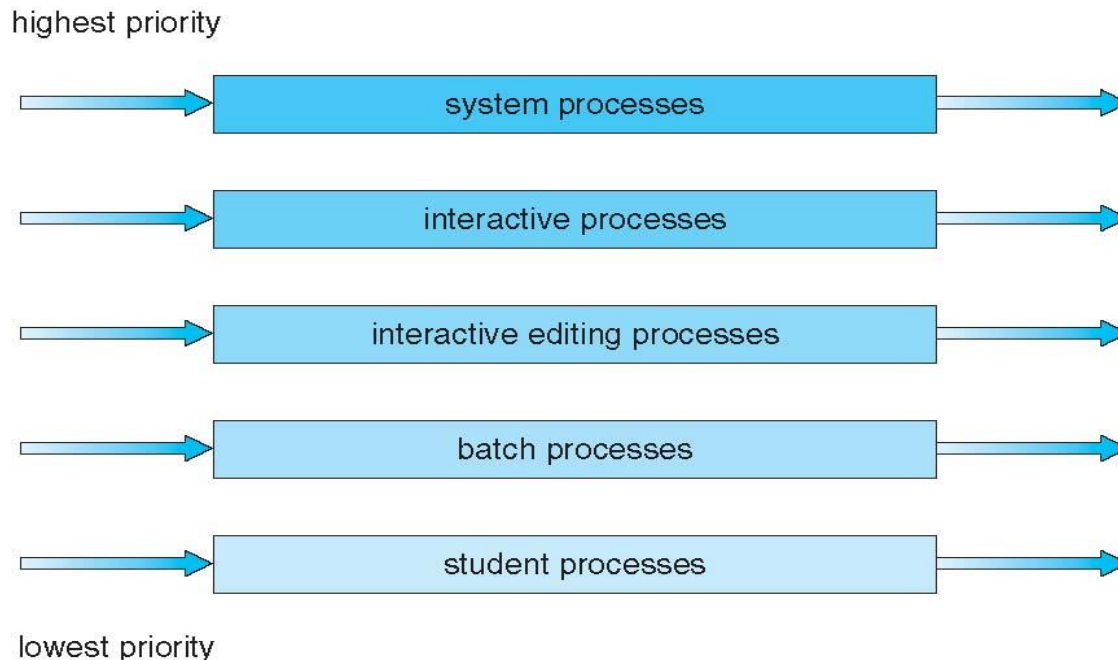 highest priority
system processes
interactive processes
interactive editing processes
batch processes
student processes
lowest priority